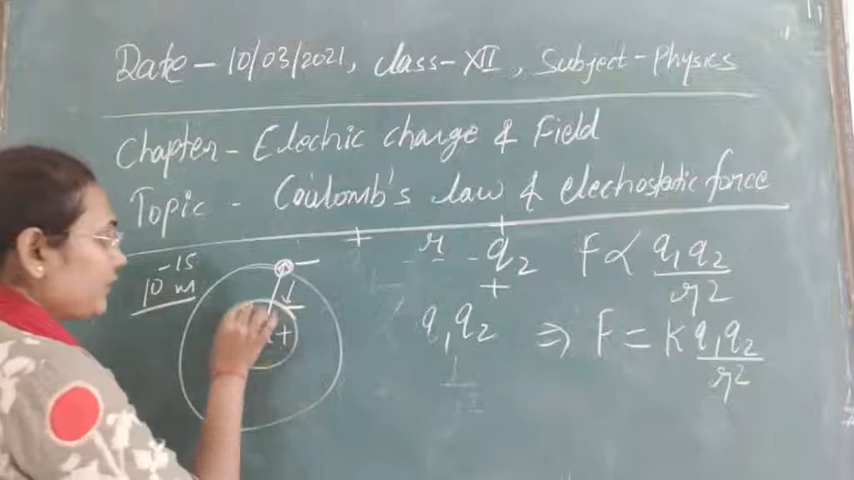 Date - 10/03/2021, class - XII, Subject - Physics
Chapter - Electric charge & Field
Topic - Coulomb's law & electrostatic force
10⁻¹⁵ m
−
+
+
r - q₂
+
q₁q₂
F ∝ q₁q₂/r²
⇒ F = K q₁q₂/r²